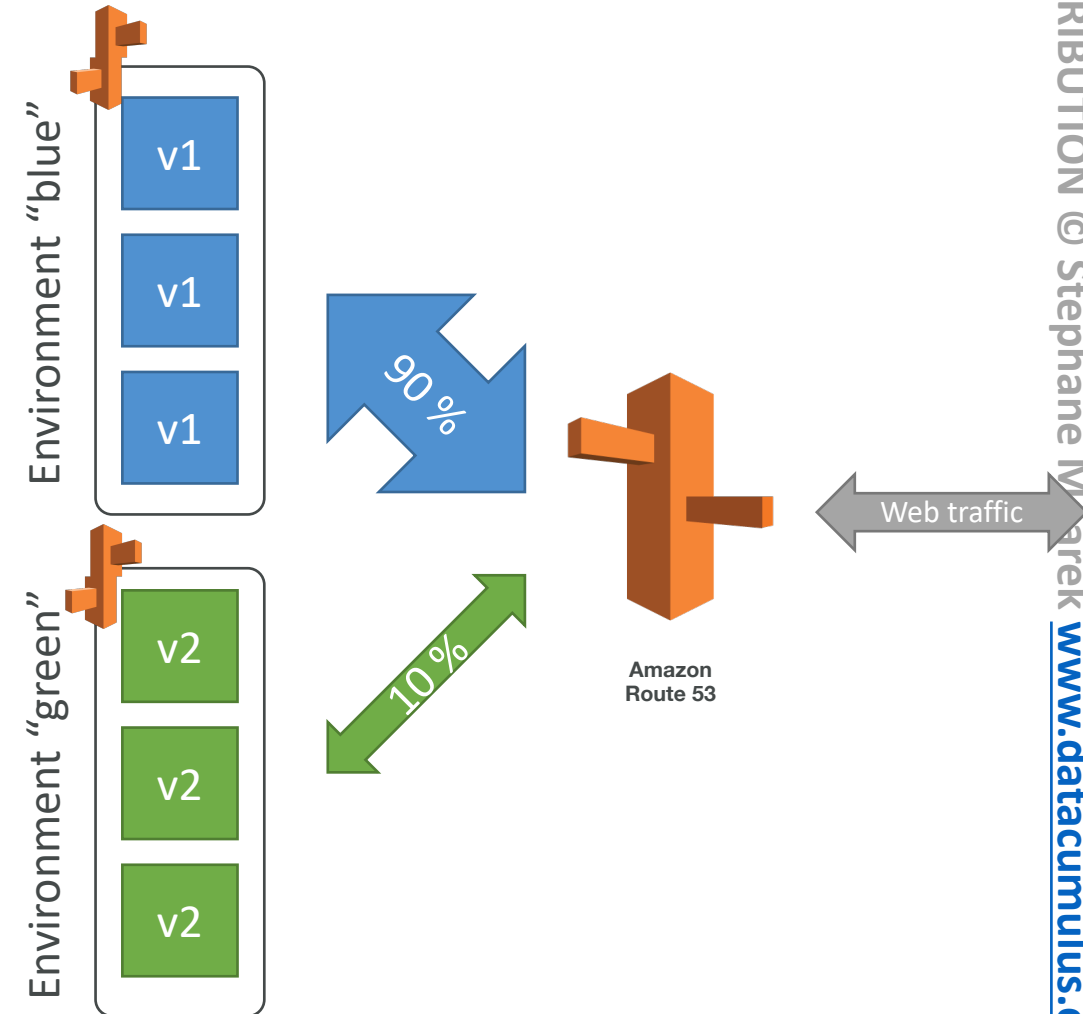 Environment “blue”
v1
v1
v1
90 %
Environment “green”
v2
v2
v2
10 %
Amazon
Route 53
Web traffic
© Stephane
www.datacumulus.